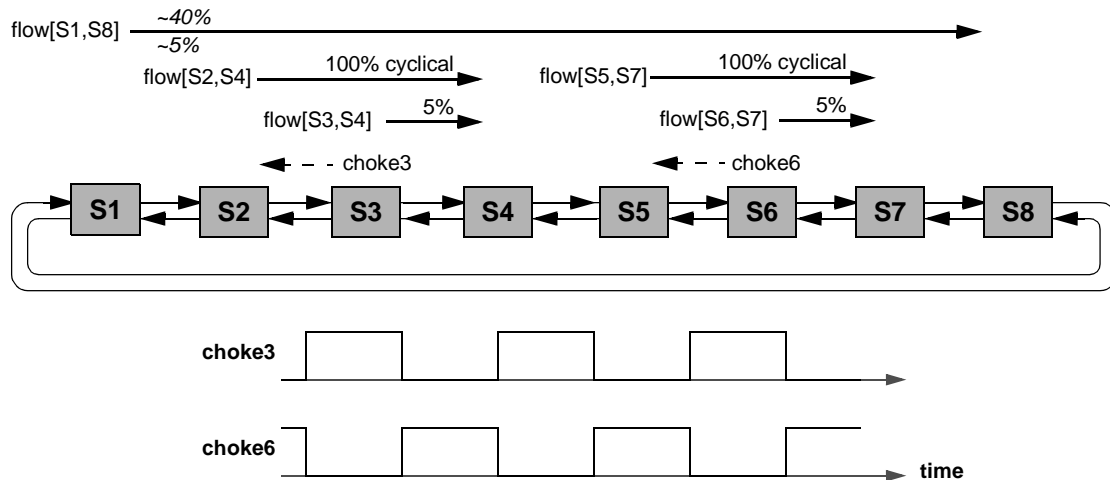 ~40%
flow[S1,S8]
~5%
flow[S2,S4] 100% cyclical flow[S5,S7] 100% cyclical
flow[S3,S4] 5% flow[S6,S7] 5%
choke3 choke6
S1 S2 S3 S4 S5 S6 S7 S8
choke3
choke6
time